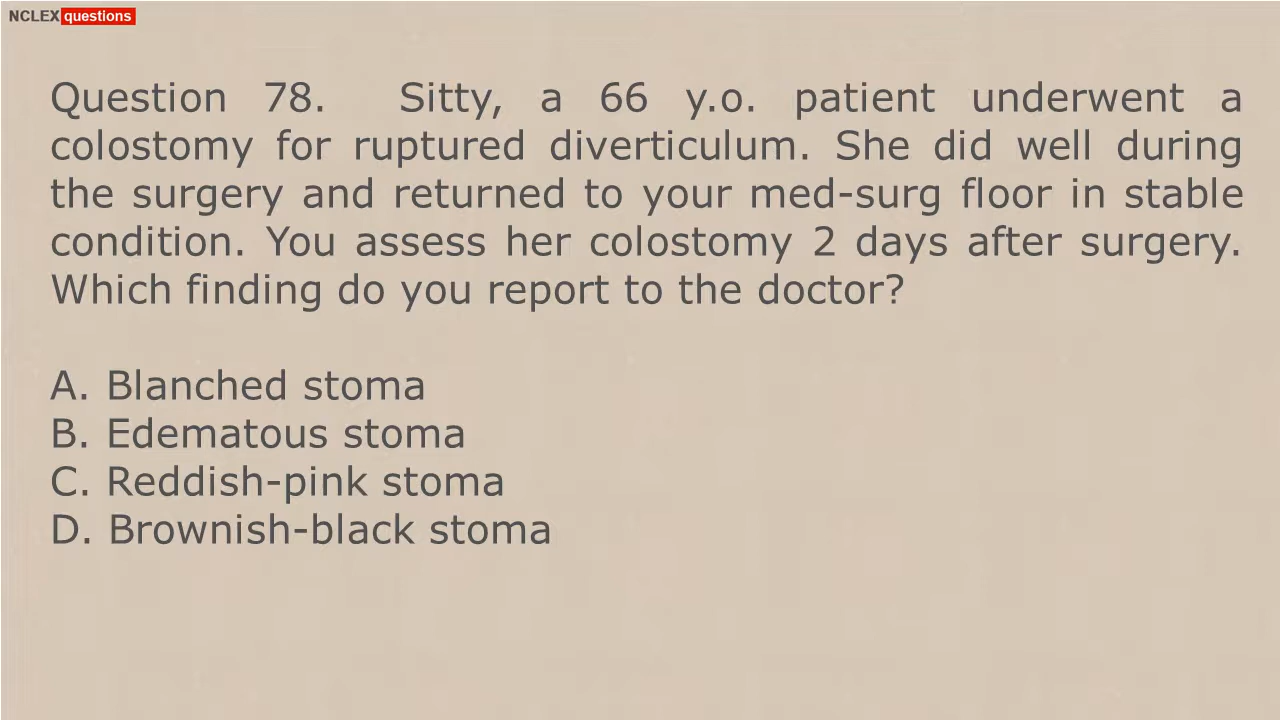 NCLEX questions
Question 78. Sitty, a 66 y.o. patient underwent a
colostomy for ruptured diverticulum. She did well during
the surgery and returned to your med-surg floor in stable
condition. You assess her colostomy 2 days after surgery.
Which finding do you report to the doctor?
A. Blanched stoma
B. Edematous stoma
C. Reddish-pink stoma
D. Brownish-black stoma